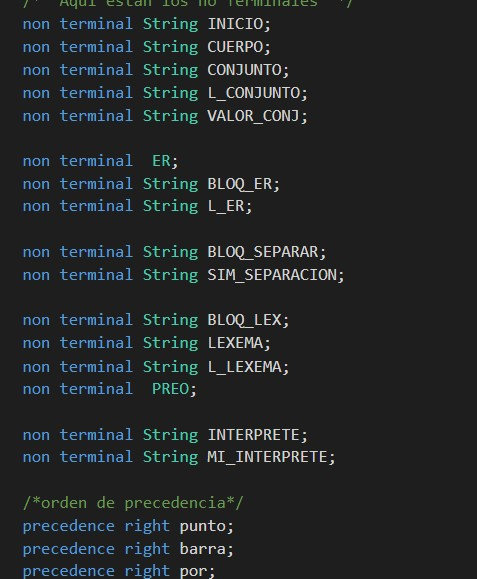 /* Aqui estan los no Terminales */
non terminal String INICIO;
non terminal String CUERPO;
non terminal String CONJUNTO;
non terminal String L_CONJUNTO;
non terminal String VALOR_CONJ;
non terminal  ER;
non terminal String BLOQ_ER;
non terminal String L_ER;
non terminal String BLOQ_SEPARAR;
non terminal String SIM_SEPARACION;
non terminal String BLOQ_LEX;
non terminal String LEXEMA;
non terminal String L_LEXEMA;
non terminal  PREO;
non terminal String INTERPRETE;
non terminal String MI_INTERPRETE;
/*orden de precedencia*/
precedence right punto;
precedence right barra;
precedence right por;